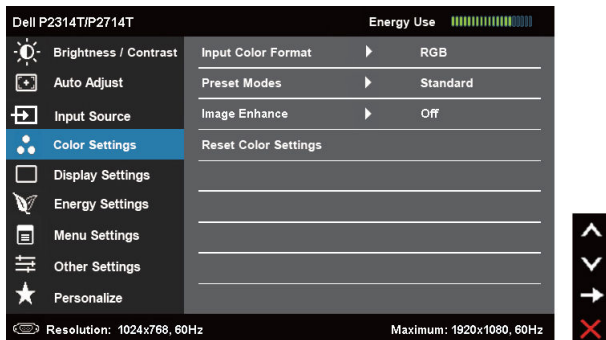 Dell P2314T/P2714T Energy Use
Brightness / Contrast Input Color Format RGB
Auto Adjust Preset Modes Standard
Input Source Image Enhance Off
Color Settings Reset Color Settings
Display Settings
Energy Settings
Menu Settings
Other Settings
Personalize
Resolution: 1024x768, 60Hz Maximum: 1920x1080, 60Hz